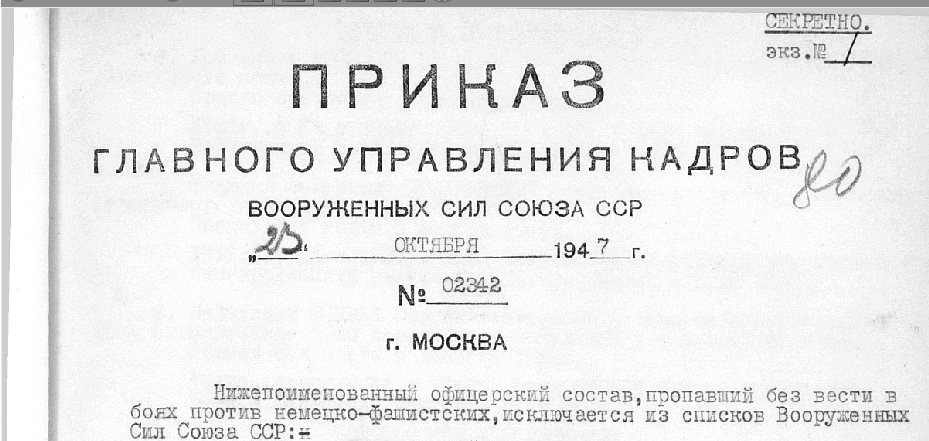 СЕКРЕТНО.
экз.№ 1
ПРИКАЗ
ГЛАВНОГО УПРАВЛЕНИЯ КАДРОВ
80
ВООРУЖЕННЫХ СИЛ СОЮЗА ССР
„23“ ОКТЯБРЯ 1947 г.
№ 02342
г. МОСКВА
Нижепоименованный офицерский состав,пропавший без вести в
боях против немецко-фашистских,исключается из списков Вооруженных
Сил Союза ССР:-